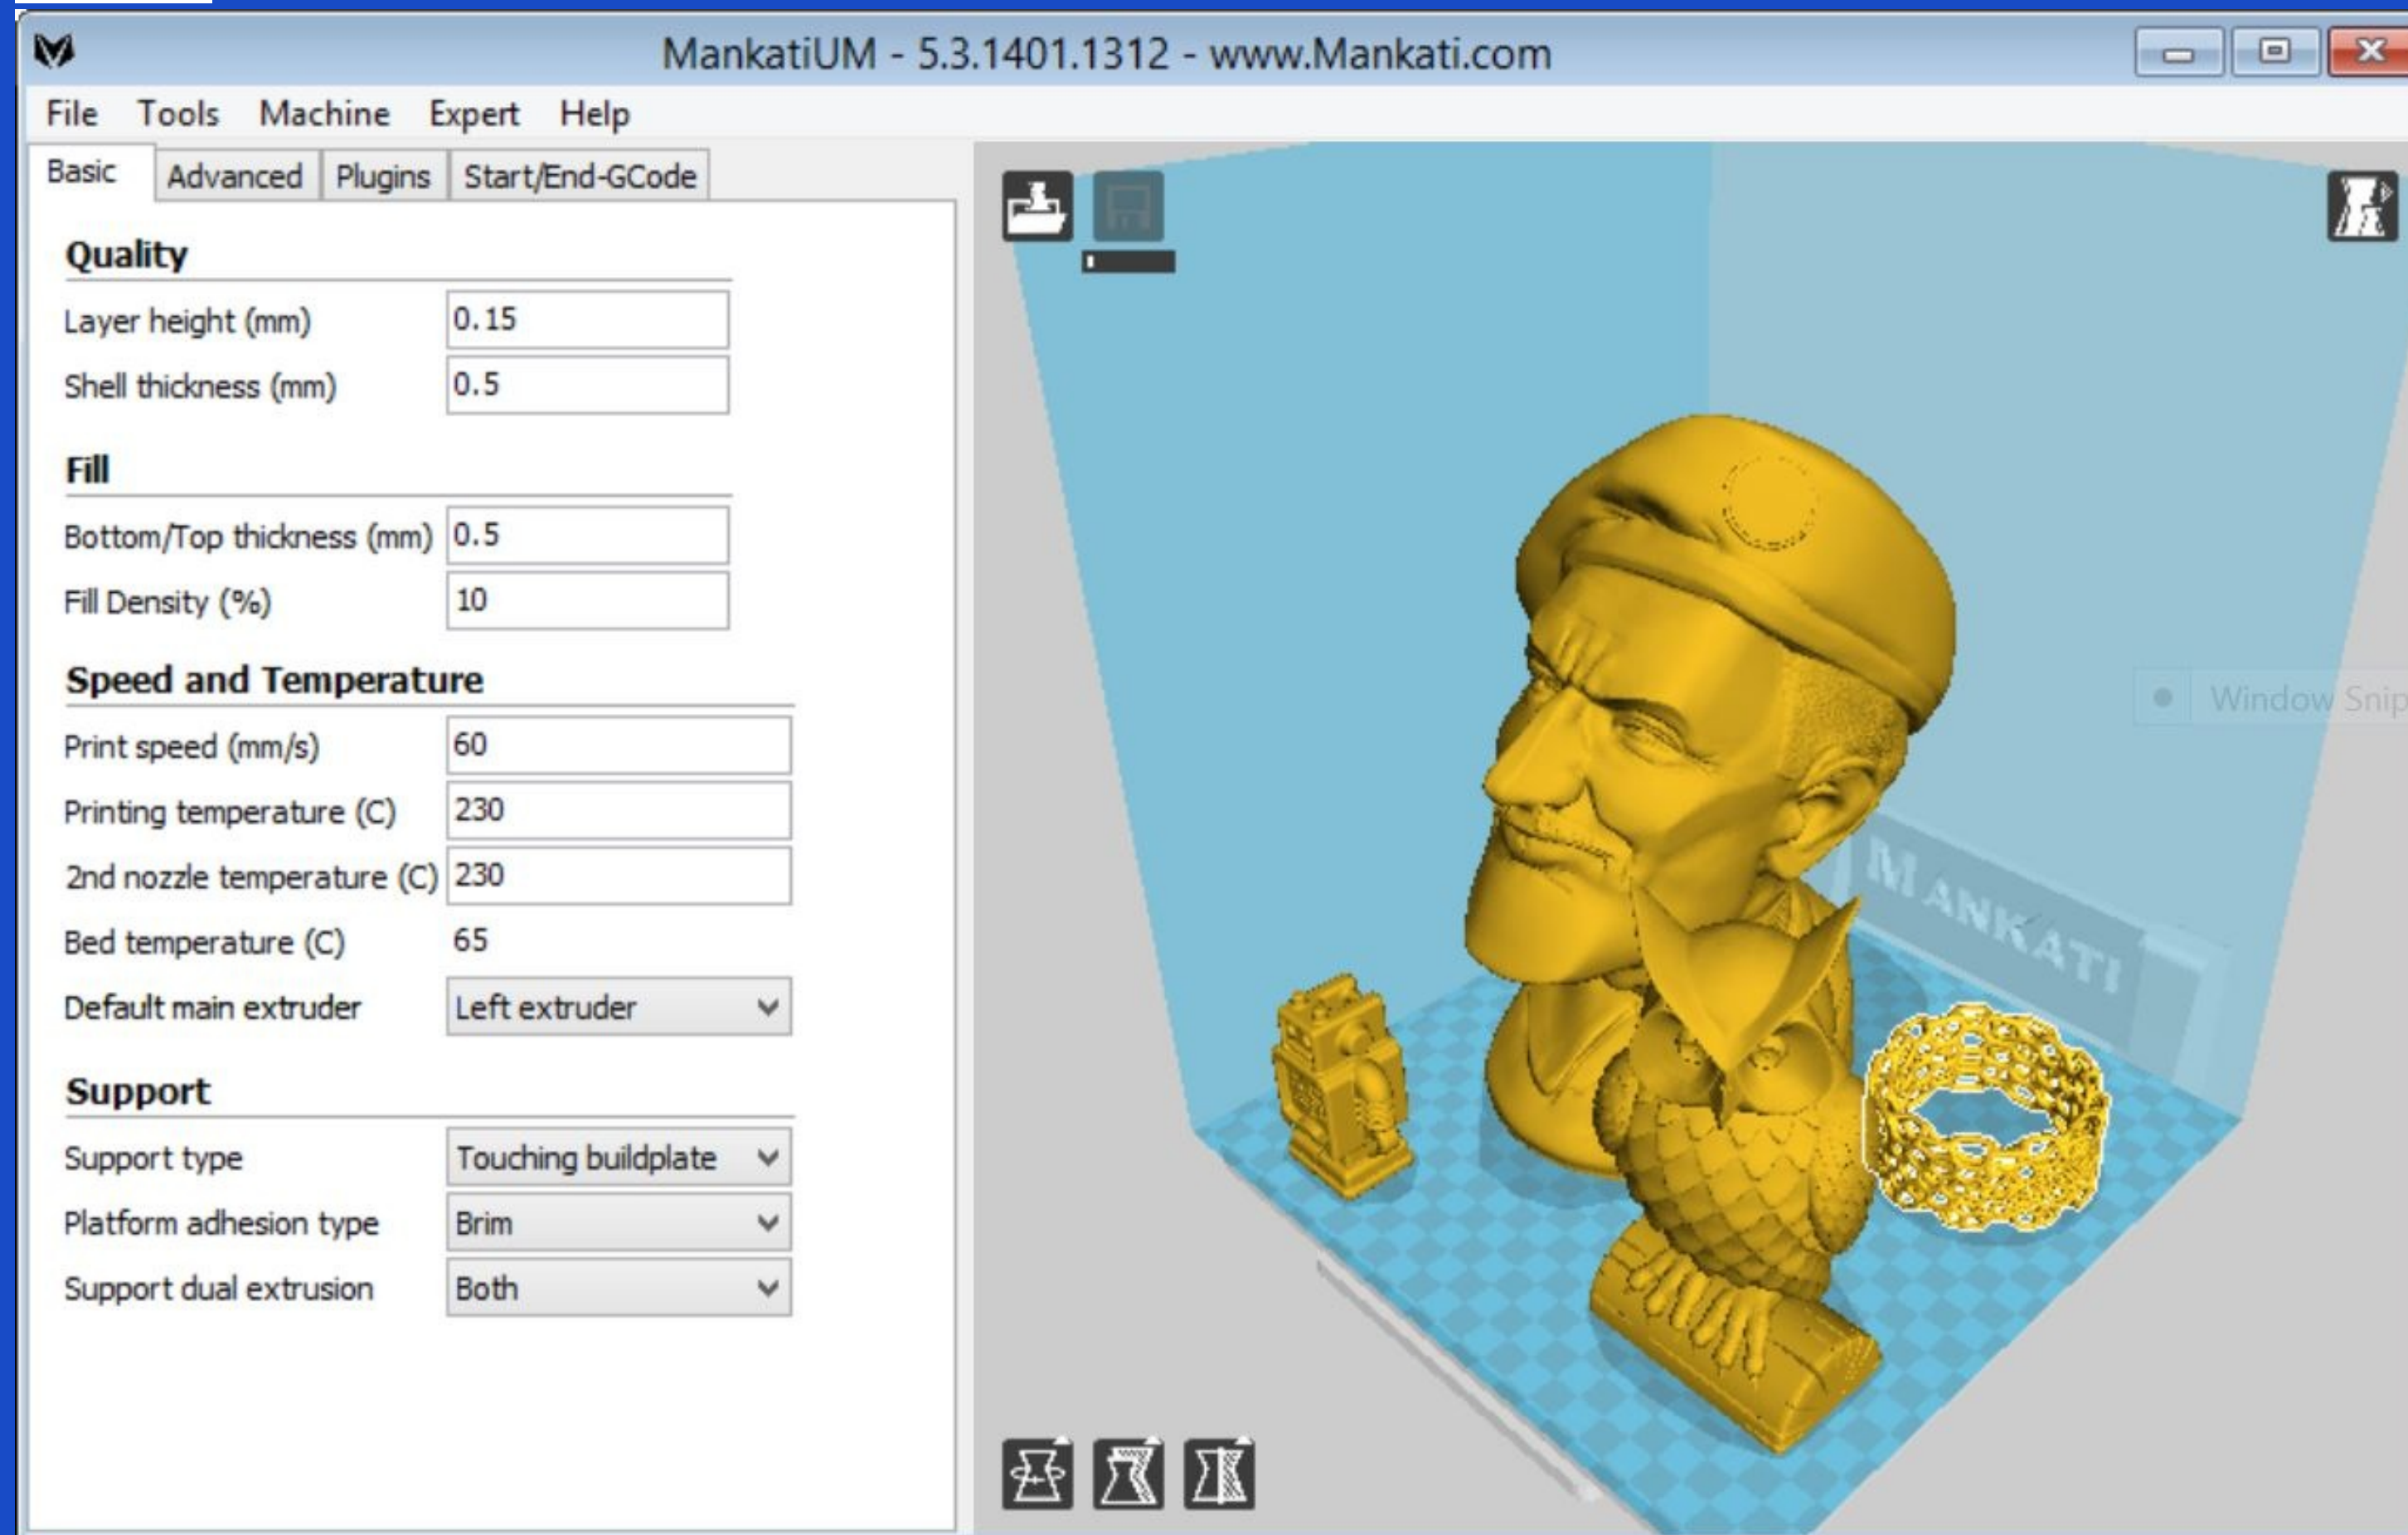 MankatiUM - 5.3.1401.1312 - www.Mankati.com
File Tools Machine Expert Help
Basic Advanced Plugins Start/End-GCode
Quality
Layer height (mm) 0.15
Shell thickness (mm) 0.5
Fill
Bottom/Top thickness (mm) 0.5
Fill Density (%) 10
Speed and Temperature
Print speed (mm/s) 60
Printing temperature (C) 230
2nd nozzle temperature (C) 230
Bed temperature (C) 65
Default main extruder Left extruder
Support
Support type Touching buildplate
Platform adhesion type Brim
Support dual extrusion Both
Window Snip
MANKATI